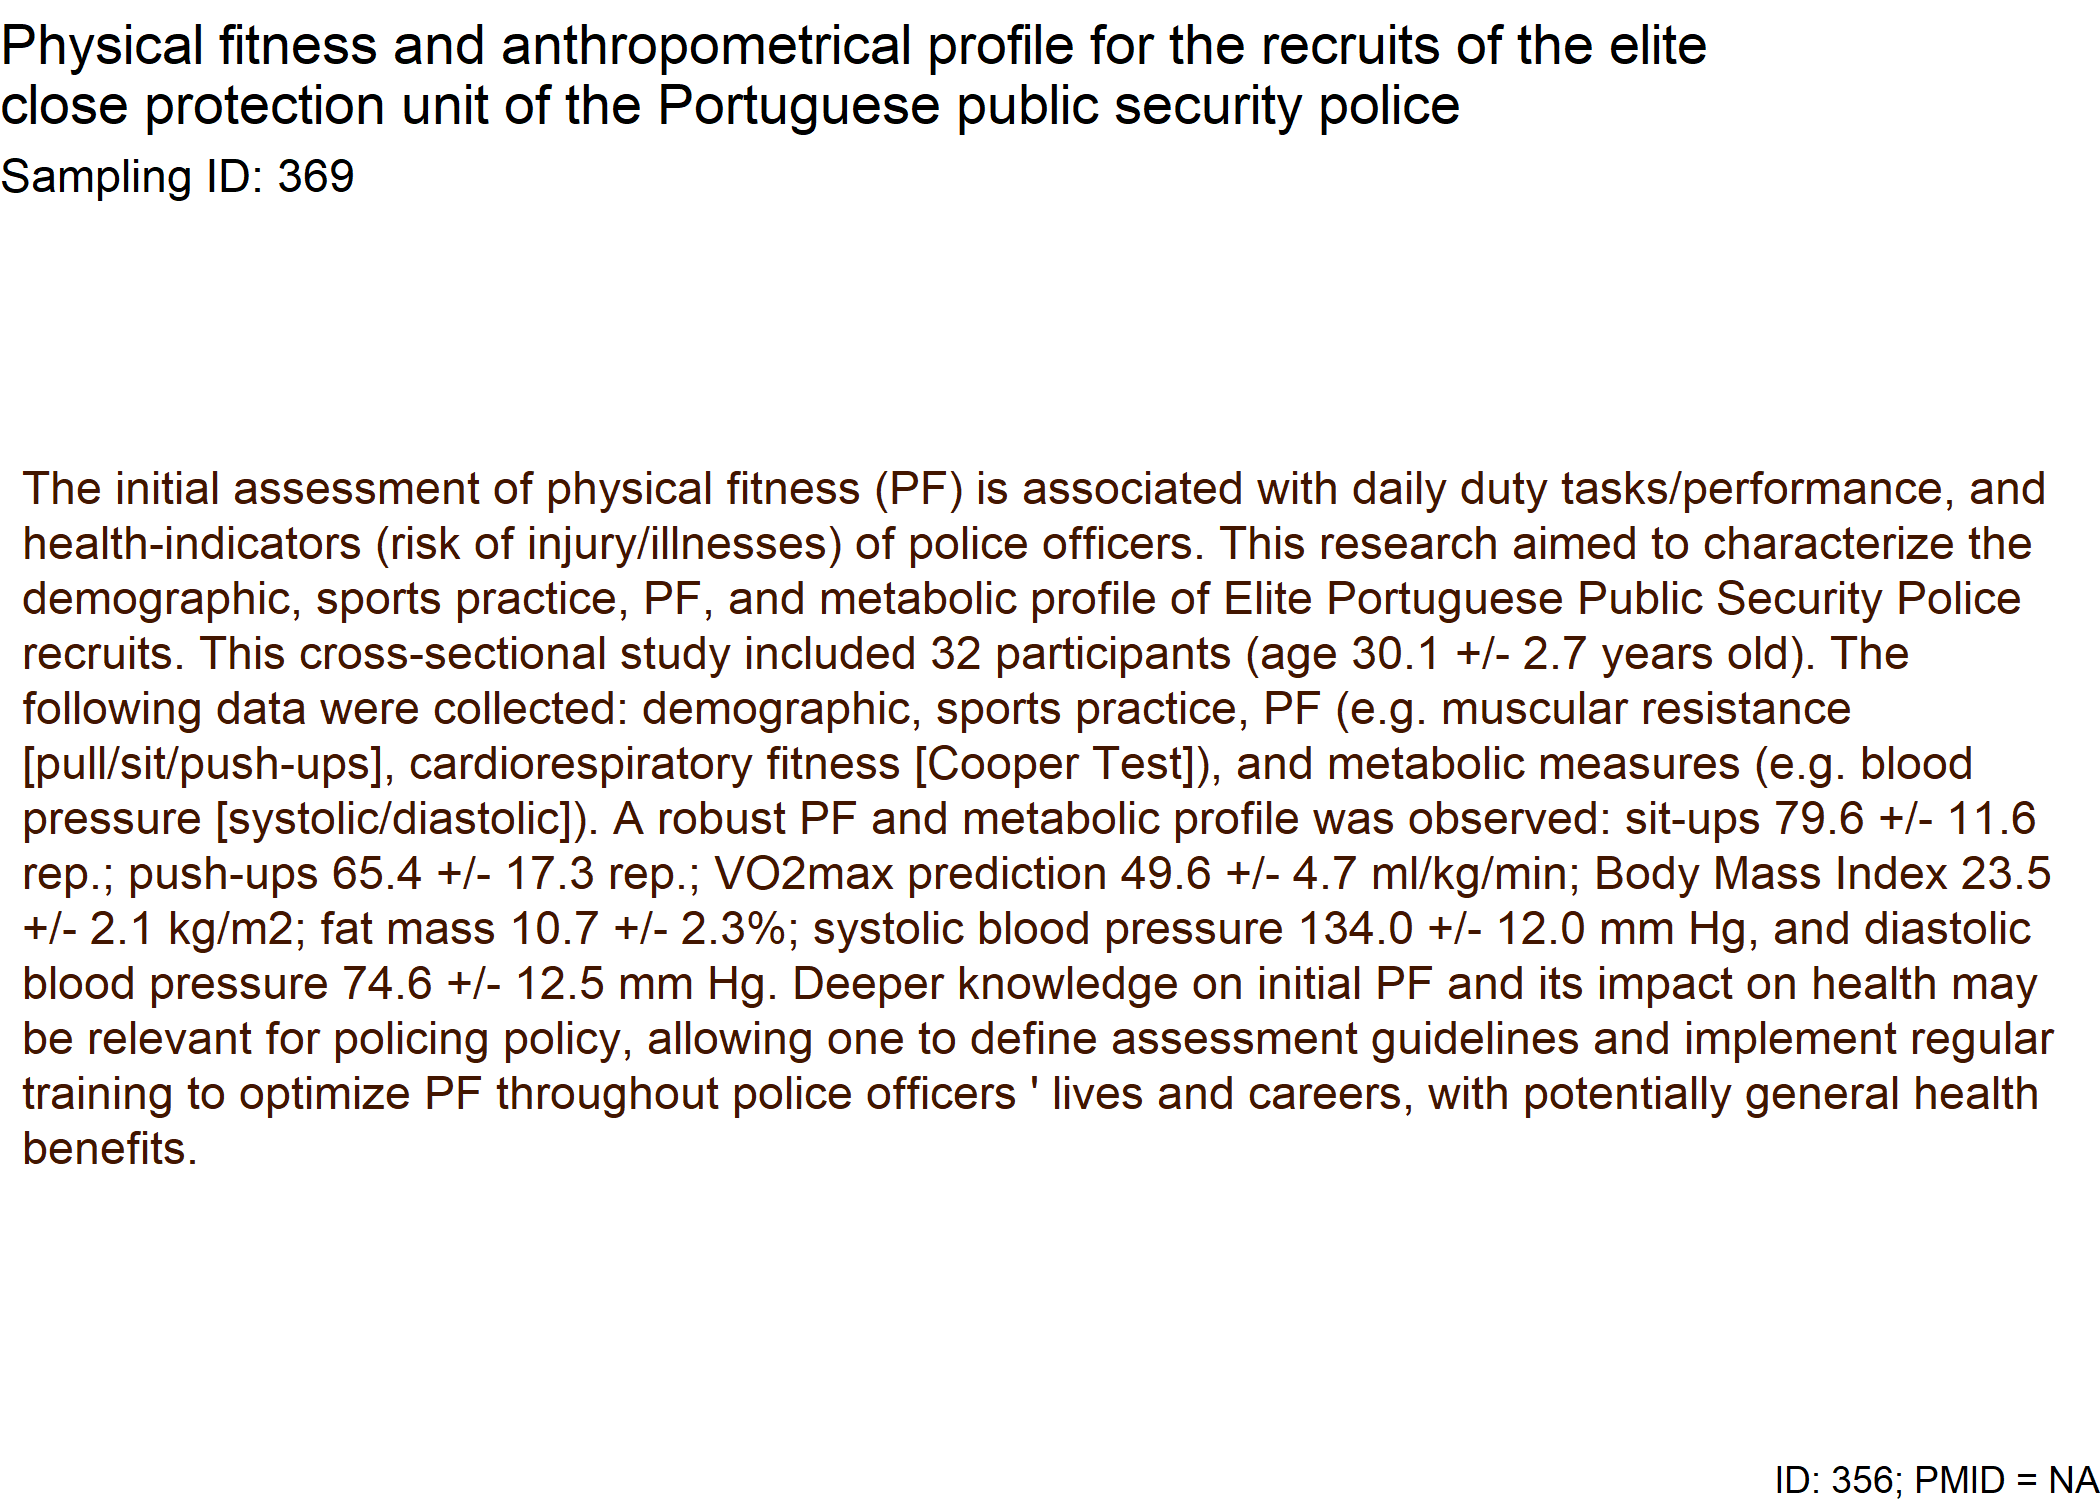 Physical fitness and anthropometrical profile for the recruits of the elite
close protection unit of the Portuguese public security police
Sampling ID: 369
The initial assessment of physical fitness (PF) is associated with daily duty tasks/performance, and
health-indicators (risk of injury/illnesses) of police officers. This research aimed to characterize the
demographic, sports practice, PF, and metabolic profile of Elite Portuguese Public Security Police
recruits. This cross-sectional study included 32 participants (age 30.1 +/- 2.7 years old). The
following data were collected: demographic, sports practice, PF (e.g. muscular resistance
[pull/sit/push-ups], cardiorespiratory fitness [Cooper Test]), and metabolic measures (e.g. blood
pressure [systolic/diastolic]). A robust PF and metabolic profile was observed: sit-ups 79.6 +/- 11.6
rep.; push-ups 65.4 +/- 17.3 rep.; VO2max prediction 49.6 +/- 4.7 ml/kg/min; Body Mass Index 23.5
+/- 2.1 kg/m2; fat mass 10.7 +/- 2.3%; systolic blood pressure 134.0 +/- 12.0 mm Hg, and diastolic
blood pressure 74.6 +/- 12.5 mm Hg. Deeper knowledge on initial PF and its impact on health may
be relevant for policing policy, allowing one to define assessment guidelines and implement regular
training to optimize PF throughout police officers ' lives and careers, with potentially general health
benefits.
ID: 356; PMID = NA